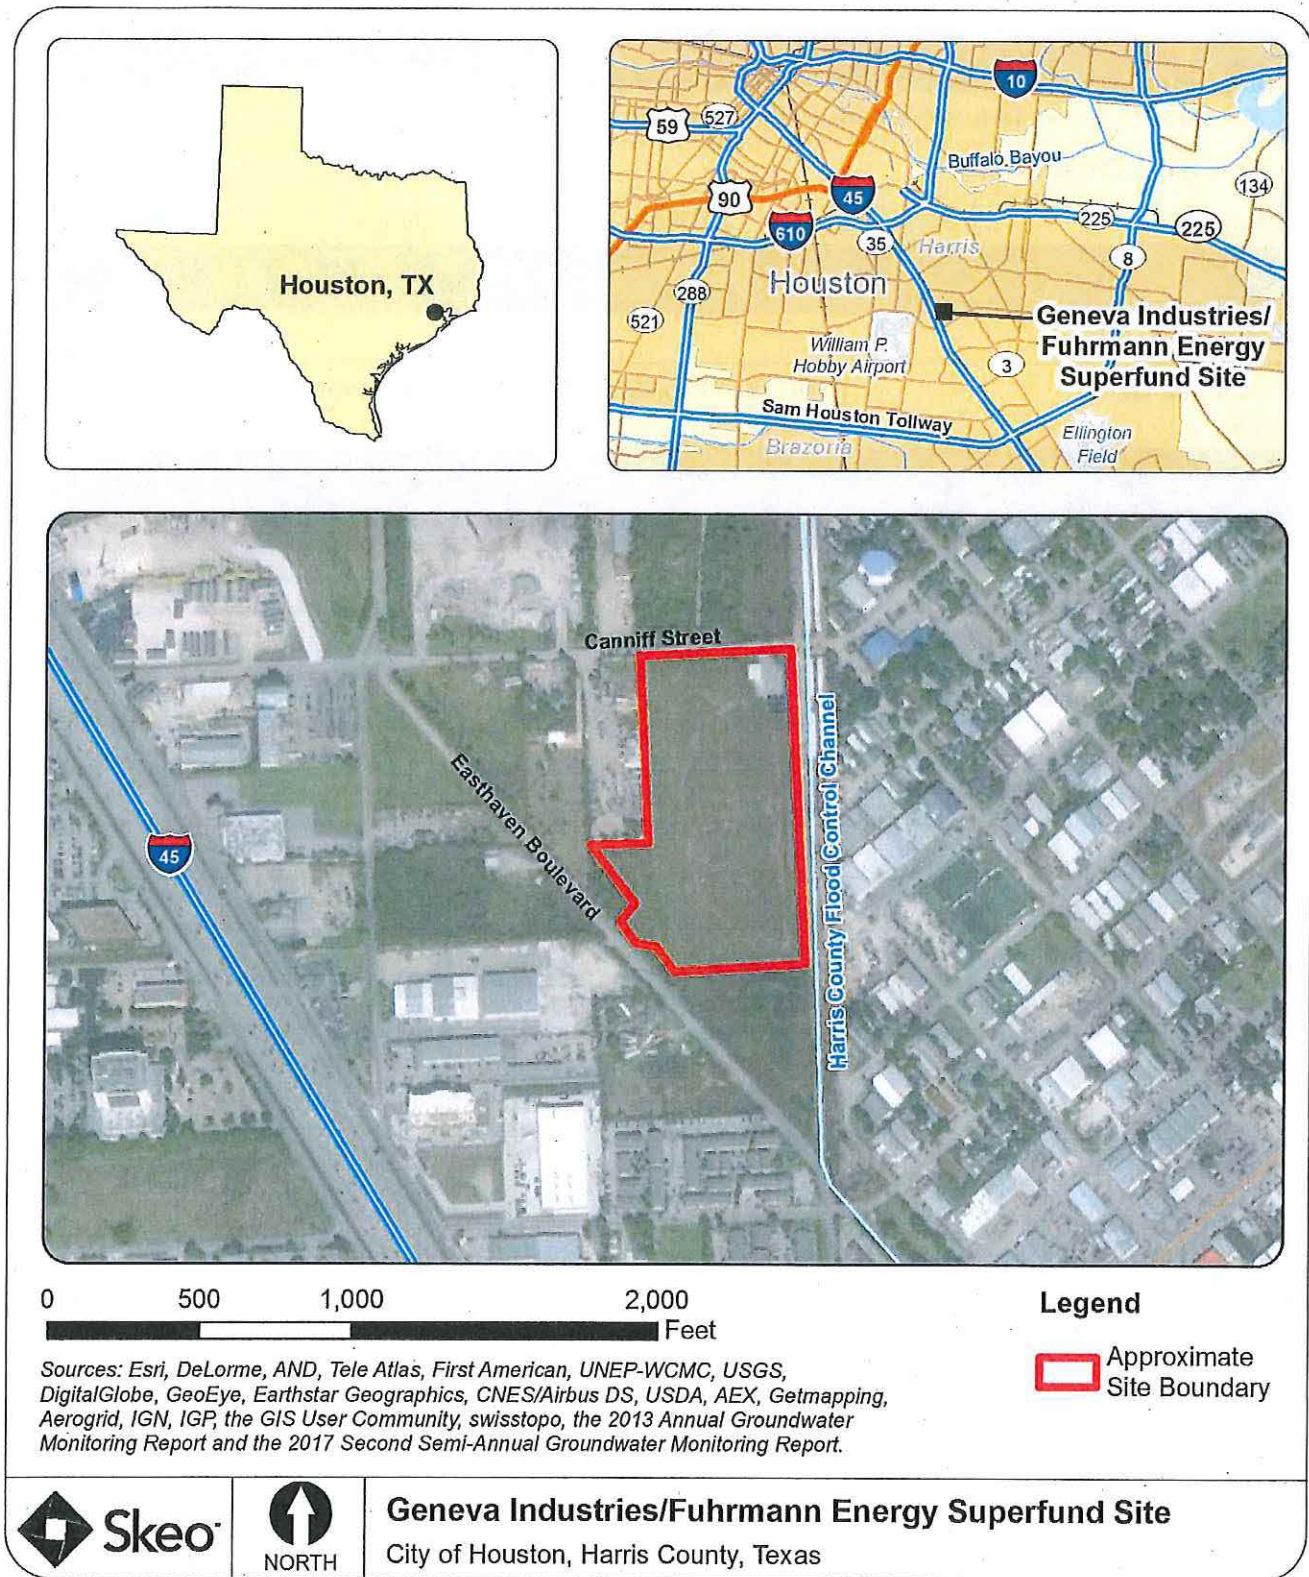 Houston, TX
10
59
527
Buffalo Bayou
134
90
45
225
225
610
35
Harris
8
288
Houston
521
Geneva Industries/
Fuhrmann Energy
Superfund Site
William P.
Hobby Airport
3
Sam Houston Tollway
Ellington
Field
Brazoria
Canniff Street
Easthaven Boulevard
Harris County Flood Control Channel
45
0 500 1,000 2,000
Feet
Legend
Approximate
Site Boundary
Sources: Esri, DeLorme, AND, Tele Atlas, First American, UNEP-WCMC, USGS,
DigitalGlobe, GeoEye, Earthstar Geographics, CNES/Airbus DS, USDA, AEX, Getmapping,
Aerogrid, IGN, IGP, the GIS User Community, swisstopo, the 2013 Annual Groundwater
Monitoring Report and the 2017 Second Semi-Annual Groundwater Monitoring Report.
Skeo
NORTH
Geneva Industries/Fuhrmann Energy Superfund Site
City of Houston, Harris County, Texas